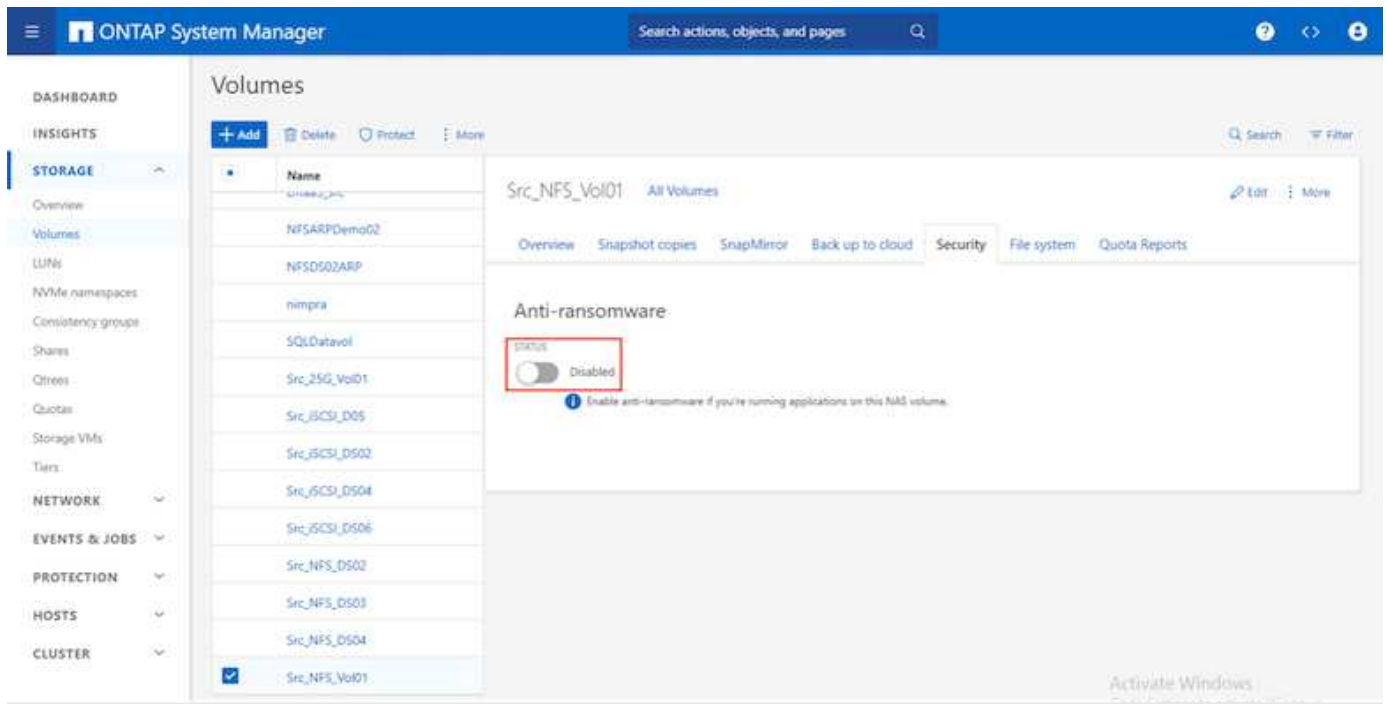 ONTAP System Manager
Search actions, objects, and pages
DASHBOARD
INSIGHTS
STORAGE
Overview
Volumes
LUNs
NVMe namespaces
Consistency groups
Shares
Qtrees
Quotas
Storage VMs
Tiers
NETWORK
EVENTS & JOBS
PROTECTION
HOSTS
CLUSTER
Volumes
Add Delete Protect More
Search Filter
Name
NFSARPDemo02
NFSDS02ARP
nimpra
SQLDatavol
Src_25G_Vol01
Src_iSCSI_D05
Src_iSCSI_DS02
Src_iSCSI_DS04
Src_iSCSI_DS06
Src_NFS_DS02
Src_NFS_DS03
Src_NFS_DS04
Src_NFS_Vol01
Src_NFS_Vol01 All Volumes
Edit More
Overview Snapshot copies SnapMirror Back up to cloud Security File system Quota Reports
Anti-ransomware
STATUS
Disabled
Enable anti-ransomware if you're running applications on this NAS volume.
Activate Windows